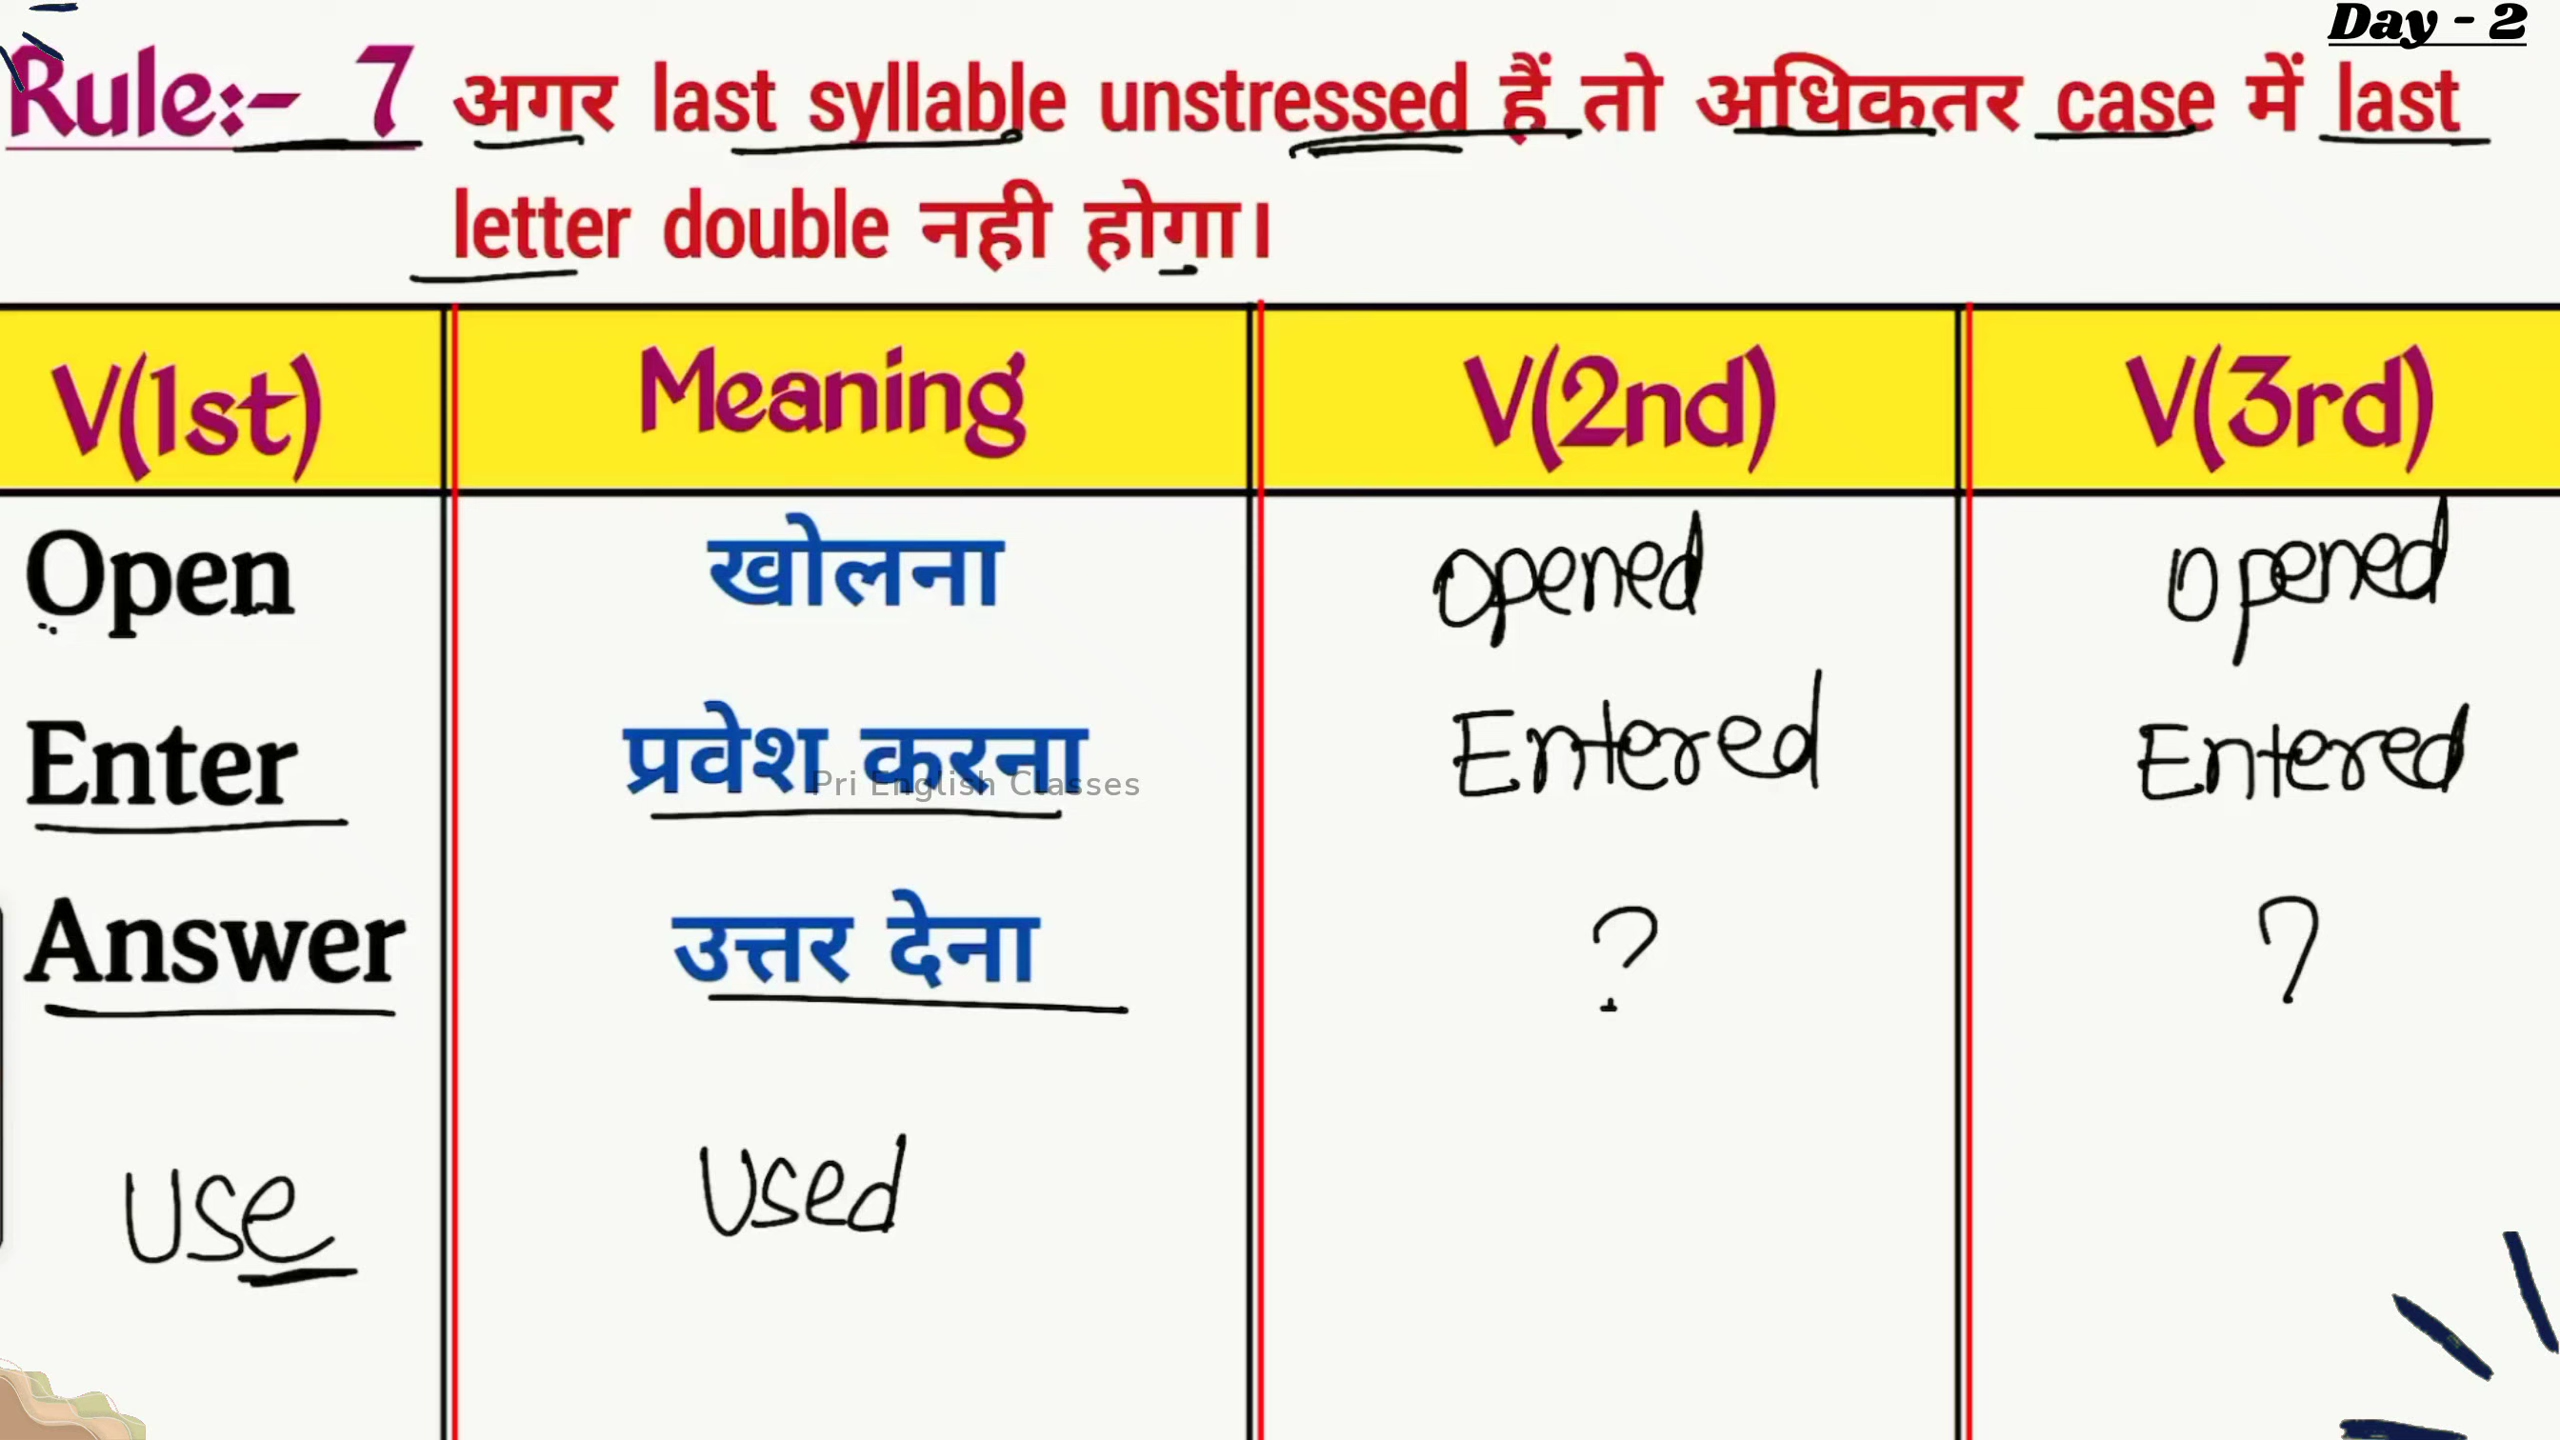 Day - 2
Rule:- 7 अगर last syllable unstressed हैं तो अधिकतर case में last
letter double नही होगा।
V(1st) Meaning V(2nd) V(3rd)
Open खोलना opened opened
Enter प्रवेश करना Entered Entered
Pri English Classes
Answer उत्तर देना ? ?
use used